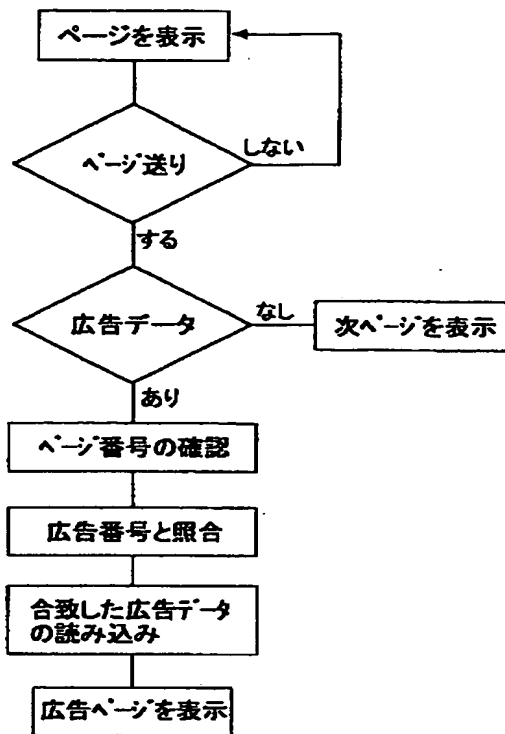 ページを表示
ページ送り
しない
する
広告データ
なし
次ページを表示
あり
ページ番号の確認
広告番号と照合
合致した広告データ
の読み込み
広告ページを表示